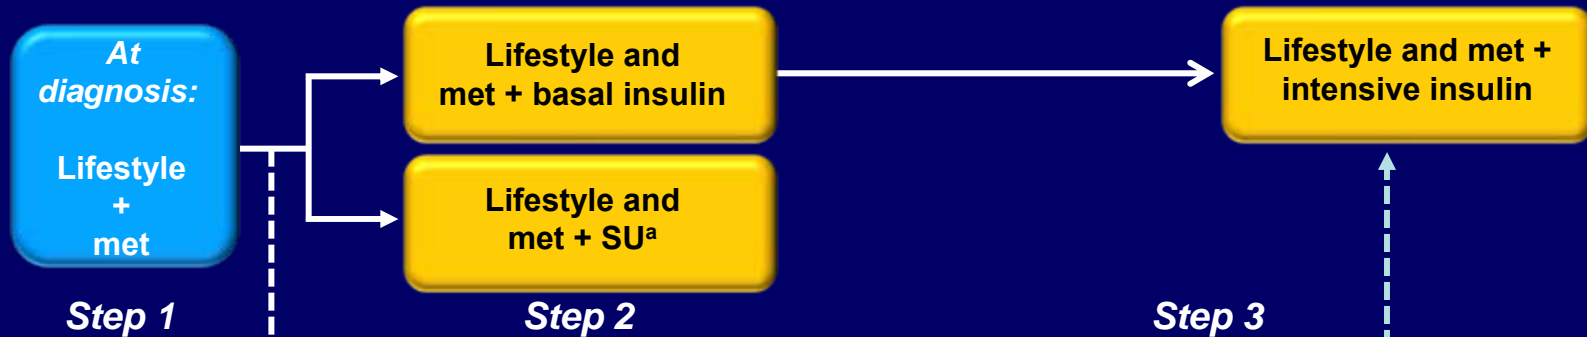 At
diagnosis:
Lifestyle
+
met
Lifestyle and
met + basal insulin
Lifestyle and
met + SUᵃ
Lifestyle and met +
intensive insulin
Step 1
Step 2
Step 3